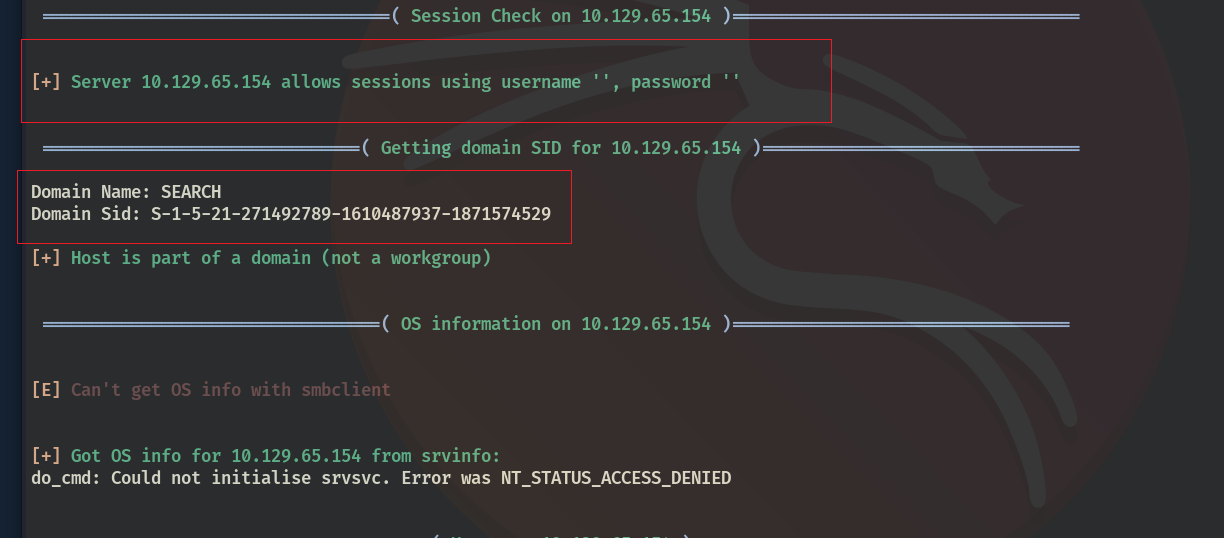 ═══════════════════════════════════( Session Check on 10.129.65.154 )═══════════════════════════════════
[+] Server 10.129.65.154 allows sessions using username '', password ''
════════════════════════════════( Getting domain SID for 10.129.65.154 )════════════════════════════════
Domain Name: SEARCH
Domain Sid: S-1-5-21-271492789-1610487937-1871574529
[+] Host is part of a domain (not a workgroup)
══════════════════════════════════( OS information on 10.129.65.154 )══════════════════════════════════
[E] Can't get OS info with smbclient
[+] Got OS info for 10.129.65.154 from srvinfo:
do_cmd: Could not initialise srvsvc. Error was NT_STATUS_ACCESS_DENIED